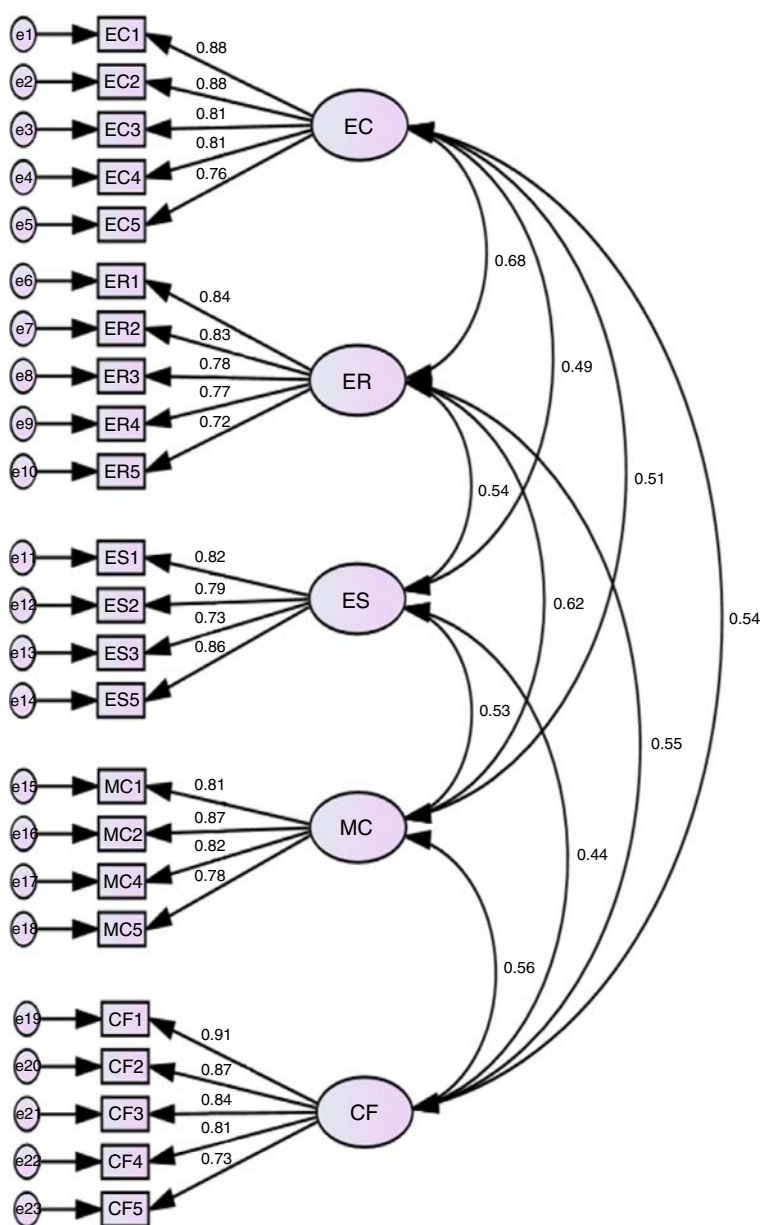 e1 EC1
0.88
e2 EC2
0.88
e3 EC3
0.81
EC
e4 EC4
0.81
e5 EC5
0.76
0.68
e6 ER1
0.84
e7 ER2
0.83
e8 ER3
0.78
ER
0.49
e9 ER4
0.77
e10 ER5
0.72
0.51
0.54
e11 ES1
0.82
e12 ES2
0.79
ES
0.62
0.54
e13 ES3
0.73
e14 ES5
0.86
0.53
0.55
e15 MC1
0.81
e16 MC2
0.87
MC
e17 MC4
0.82
0.44
e18 MC5
0.78
0.56
e19 CF1
0.91
e20 CF2
0.87
e21 CF3
0.84
CF
e22 CF4
0.81
e23 CF5
0.73